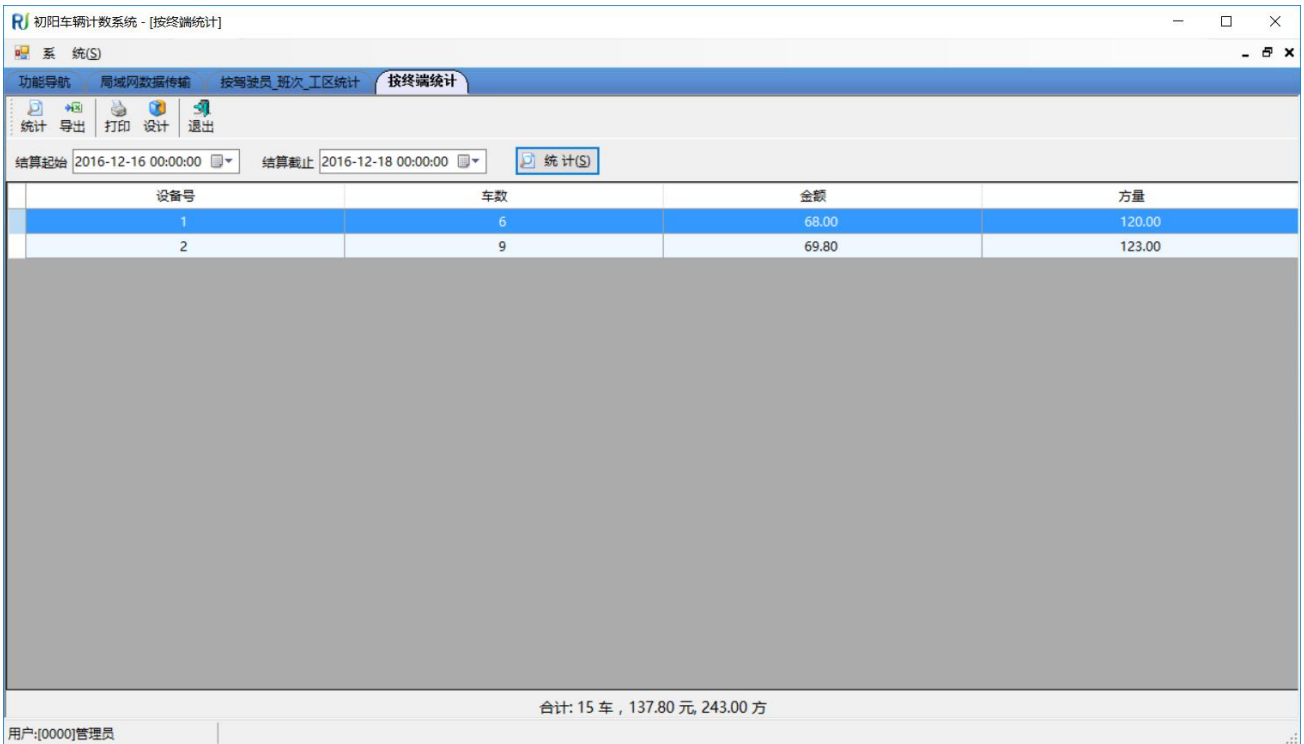 初阳车辆计数系统 - [按终端统计]
系 统(S)
功能导航 局域网数据传输 按驾驶员_班次_工区统计 按终端统计
统计 导出 打印 设计 退出
结算起始 2016-12-16 00:00:00 结算截止 2016-12-18 00:00:00 统 计(S)
设备号 车数 金额 方量
1 6 68.00 120.00
2 9 69.80 123.00
合计: 15 车 , 137.80 元, 243.00 方
用户:[0000]管理员